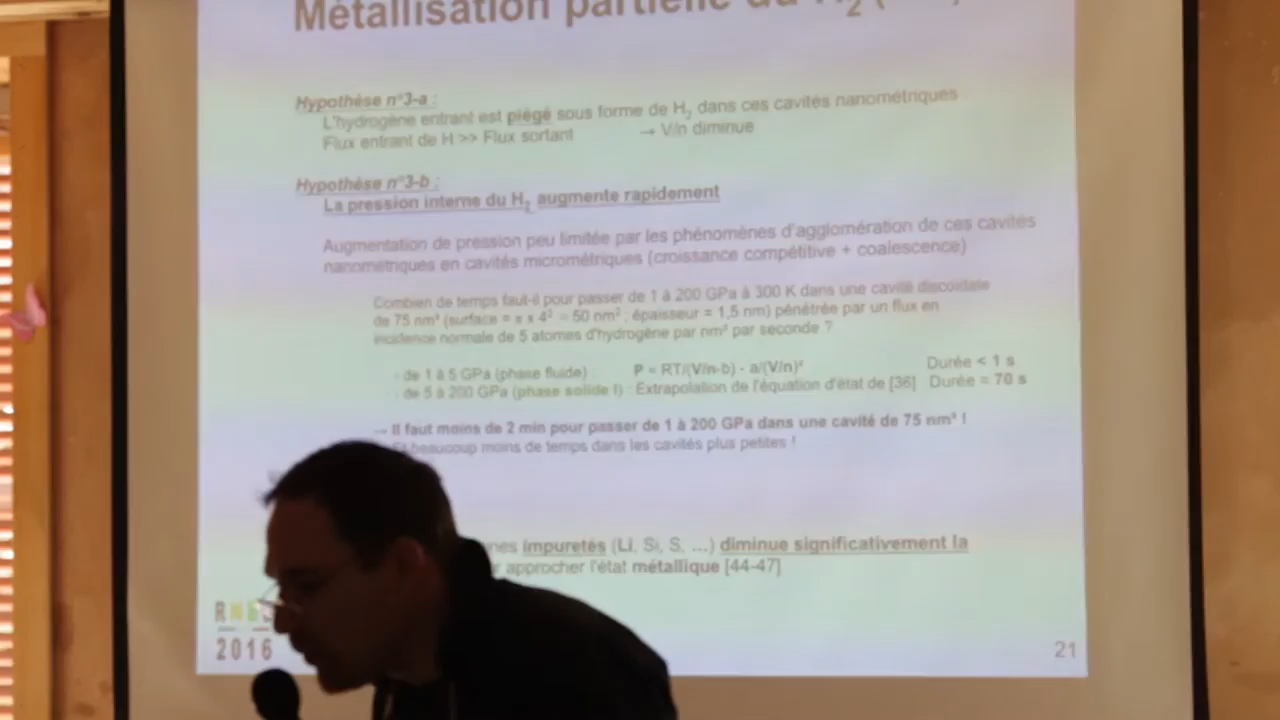 Métallisation partielle du H2
Hypothèse n°3-a :
L'hydrogène entrant est piégé sous forme de H2 dans ces cavités nanométriques
Flux entrant de H >> Flux sortant → V/n diminue
Hypothèse n°3-b :
La pression interne du H2 augmente rapidement
Augmentation de pression peu limitée par les phénomènes d'agglomération de ces cavités
nanométriques en cavités micrométriques (croissance compétitive + coalescence)
Combien de temps faut-il pour passer de 1 à 200 GPa à 300 K dans une cavité discoïdale
de 75 nm³ (surface = π x 4² = 50 nm² ; épaisseur = 1,5 nm) pénétrée par un flux en
incidence normale de 5 atomes d'hydrogène par nm² par seconde ?
- de 1 à 5 GPa (phase fluide) : P = RT/(V/n-b) - a/(V/n)² Durée < 1 s
- de 5 à 200 GPa (phase solide I) : Extrapolation de l'équation d'état de [36] Durée = 70 s
→ Il faut moins de 2 min pour passer de 1 à 200 GPa dans une cavité de 75 nm³ !
beaucoup moins de temps dans les cavités plus petites !
impuretés (Li, Si, S, ...) diminue significativement la
approcher l'état métallique [44-47]
2016
21